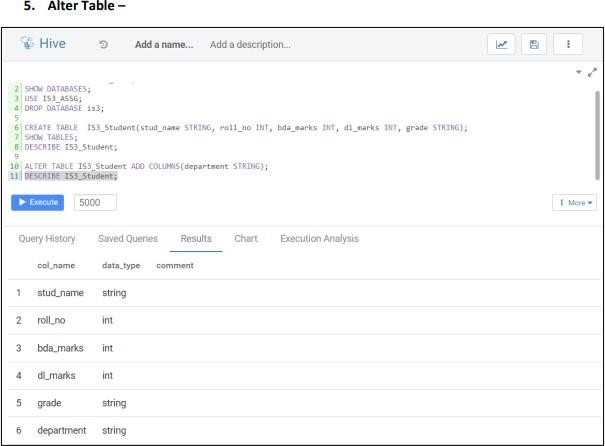 5. Alter Table –
Hive Add a name... Add a description...
2 SHOW DATABASES;
3 USE IS3_ASSG;
4 DROP DATABASE is3;
5
6 CREATE TABLE IS3_Student(stud_name STRING, roll_no INT, bda_marks INT, dl_marks INT, grade STRING);
7 SHOW TABLES;
8 DESCRIBE IS3_Student;
9
10 ALTER TABLE IS3_Student ADD COLUMNS(department STRING);
11 DESCRIBE IS3_Student;
Execute 5000 More
Query History Saved Queries Results Chart Execution Analysis
col_name data_type comment
1 stud_name string
2 roll_no int
3 bda_marks int
4 dl_marks int
5 grade string
6 department string